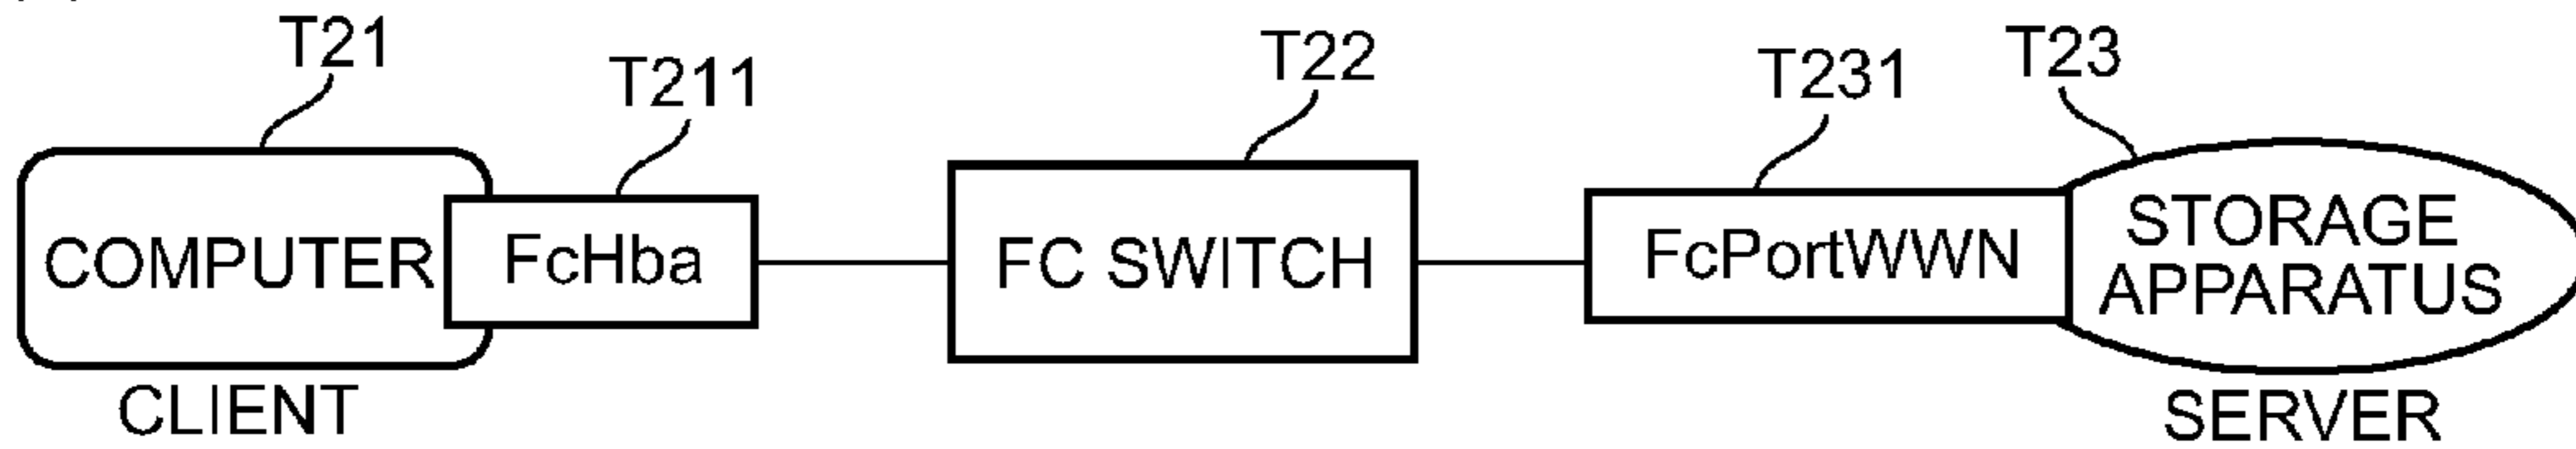 T21
T211
T22
T231
T23
COMPUTER
FcHba
FC SWITCH
FcPortWWN
STORAGE
APPARATUS
CLIENT
SERVER